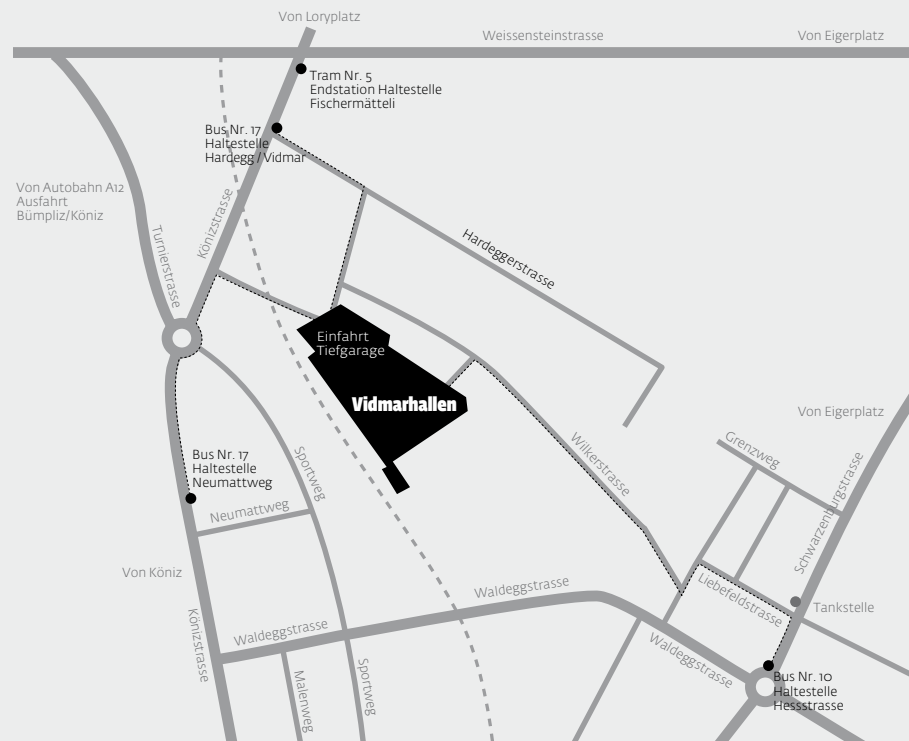 Von Loryplatz
Weissensteinstrasse
Von Eigerplatz
Tram Nr. 5
Endstation Haltestelle
Fischermätteli
Bus Nr. 17
Haltestelle
Hardegg / Vidmar
Von Autobahn A12
Ausfahrt
Bümpliz/Köniz
Turnierstrasse
Könizstrasse
Hardeggerstrasse
Einfahrt
Tiefgarage
Vidmarhallen
Von Eigerplatz
Grenzweg
Wilkerstrasse
Schwarzenburgstrasse
Bus Nr. 17
Haltestelle
Neumattweg
Sportweg
Neumattweg
Von Köniz
Waldeggstrasse
Liebefeldstrasse
Tankstelle
Könizstrasse
Waldeggstrasse
Waldeggstrasse
Malenweg
Sportweg
Bus Nr. 10
Haltestelle
Hessstrasse